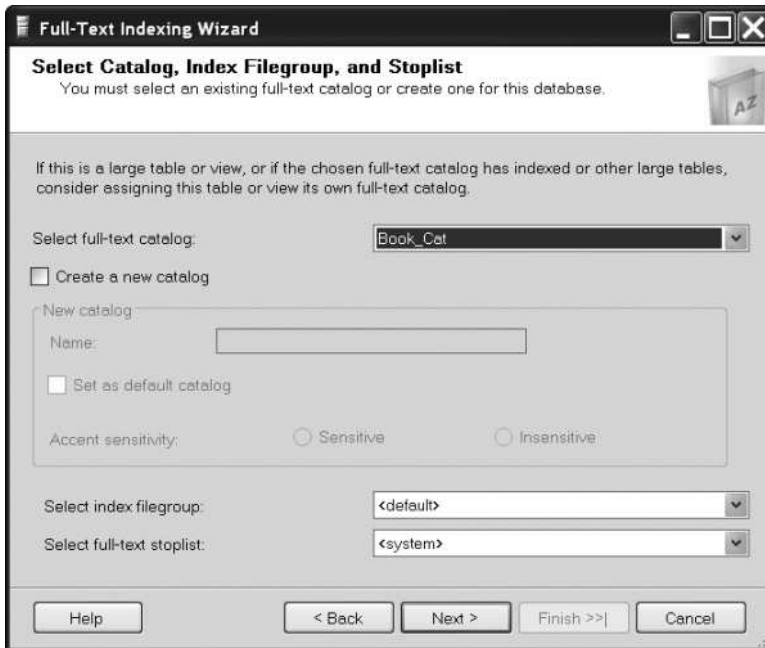 Full-Text Indexing Wizard
Select Catalog, Index Filegroup, and Stoplist
You must select an existing full-text catalog or create one for this database.
AZ
If this is a large table or view, or if the chosen full-text catalog has indexed or other large tables,
consider assigning this table or view its own full-text catalog.
Select full-text catalog: Book_Cat
Create a new catalog
New catalog
Name:
Set as default catalog
Accent sensitivity: Sensitive Insensitive
Select index filegroup: <default>
Select full-text stoplist: <system>
Help < Back Next > Finish >>| Cancel